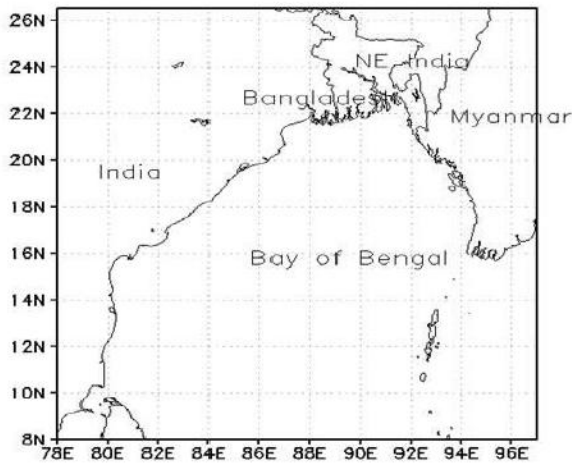 26N
24N
NE India
Bangladesh
22N
Myanmar
20N
India
18N
16N
Bay of Bengal
14N
12N
10N
8N
78E 80E 82E 84E 86E 88E 90E 92E 94E 96E